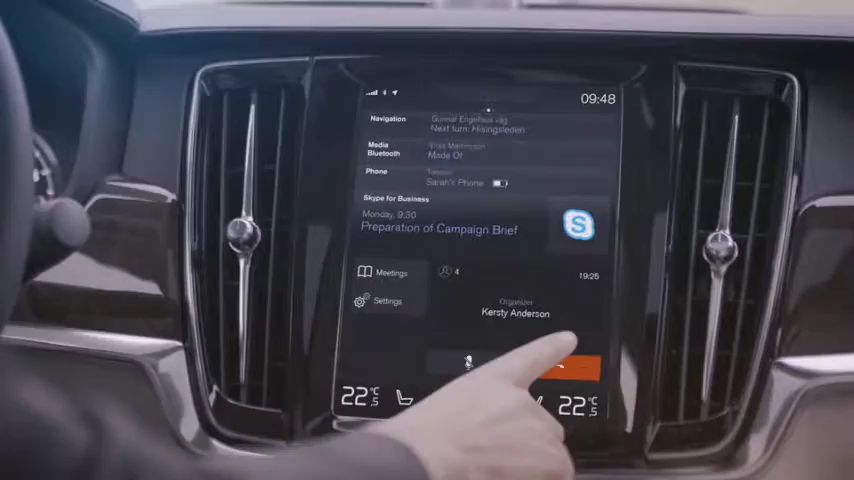 09:48
Navigation
Gunnar Engellaus väg
Next turn: Hisingsleden
Media
Bluetooth
Made Of
Phone
Sarah's Phone
Skype for Business
Monday, 9:30
Preparation of Campaign Brief
S
Meetings
4
19:25
Settings
Organizer
Kersty Anderson
22.5°C
22.5°C